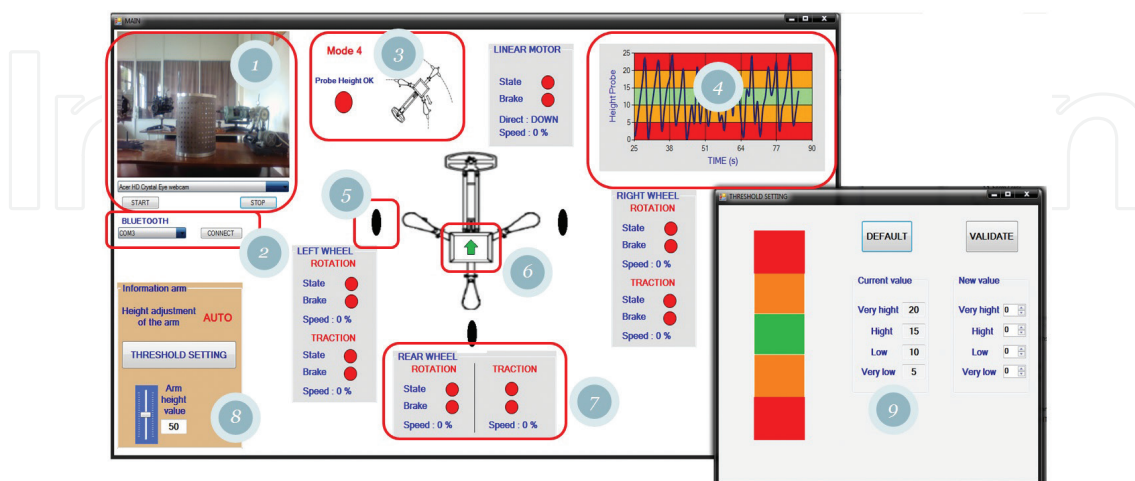 MAIN
1
Acer HD Crystal Eye webcam
START
STOP
BLUETOOTH
COM3
CONNECT
2
Mode 4
3
Probe Height OK
LINEAR MOTOR
State
Brake
Direct : DOWN
Speed : 0 %
4
Height Probe
25
20
15
10
5
0
25
38
51
64
77
90
TIME (s)
5
6
LEFT WHEEL
ROTATION
State
Brake
Speed : 0 %
TRACTION
State
Brake
Speed : 0 %
RIGHT WHEEL
ROTATION
State
Brake
Speed : 0 %
TRACTION
State
Brake
Speed : 0 %
REAR WHEEL
ROTATION
State
Brake
Speed : 0 %
TRACTION
Speed : 0 %
7
Information arm
Height adjustment
of the arm
AUTO
THRESHOLD SETTING
Arm
height
value
50
8
THRESHOLD SETTING
DEFAULT
VALIDATE
Current value
Very hight 20
Hight 15
Low 10
Very low 5
New value
Very hight 0
Hight 0
Low 0
Very low 0
9